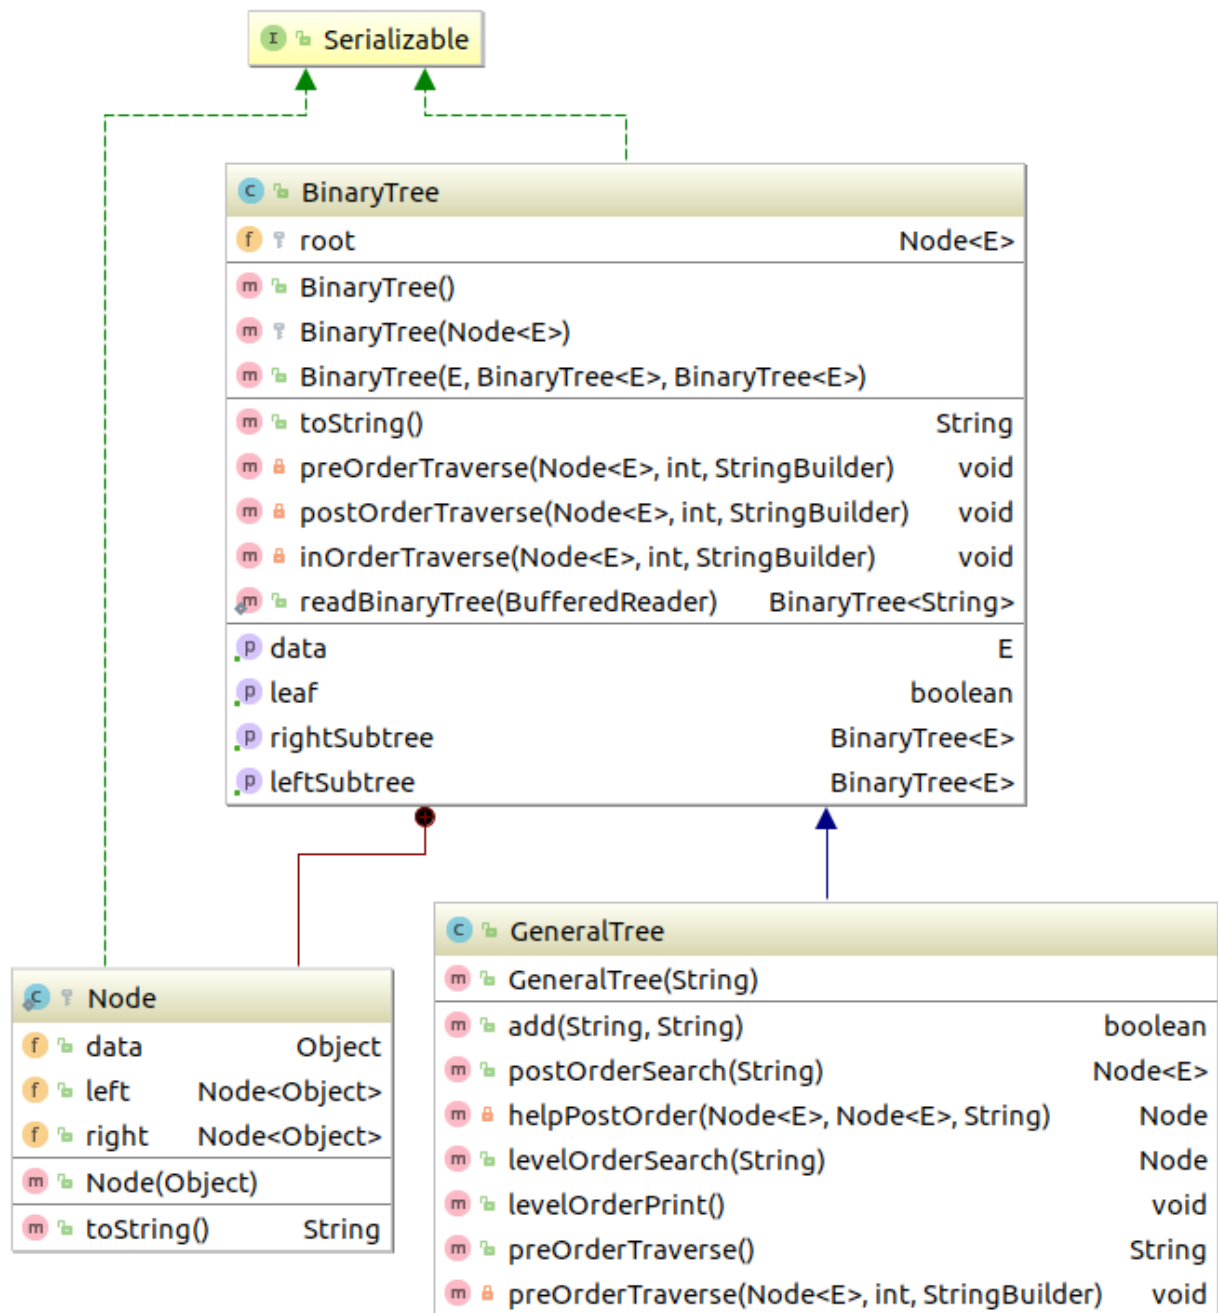 I Serializable
C BinaryTree
f root Node<E>
m BinaryTree()
m BinaryTree(Node<E>)
m BinaryTree(E, BinaryTree<E>, BinaryTree<E>)
m toString() String
m preOrderTraverse(Node<E>, int, StringBuilder) void
m postOrderTraverse(Node<E>, int, StringBuilder) void
m inOrderTraverse(Node<E>, int, StringBuilder) void
m readBinaryTree(BufferedReader) BinaryTree<String>
p data E
p leaf boolean
p rightSubtree BinaryTree<E>
p leftSubtree BinaryTree<E>
C Node
f data Object
f left Node<Object>
f right Node<Object>
m Node(Object)
m toString() String
C GeneralTree
m GeneralTree(String)
m add(String, String) boolean
m postOrderSearch(String) Node<E>
m helpPostOrder(Node<E>, Node<E>, String) Node
m levelOrderSearch(String) Node
m levelOrderPrint() void
m preOrderTraverse() String
m preOrderTraverse(Node<E>, int, StringBuilder) void